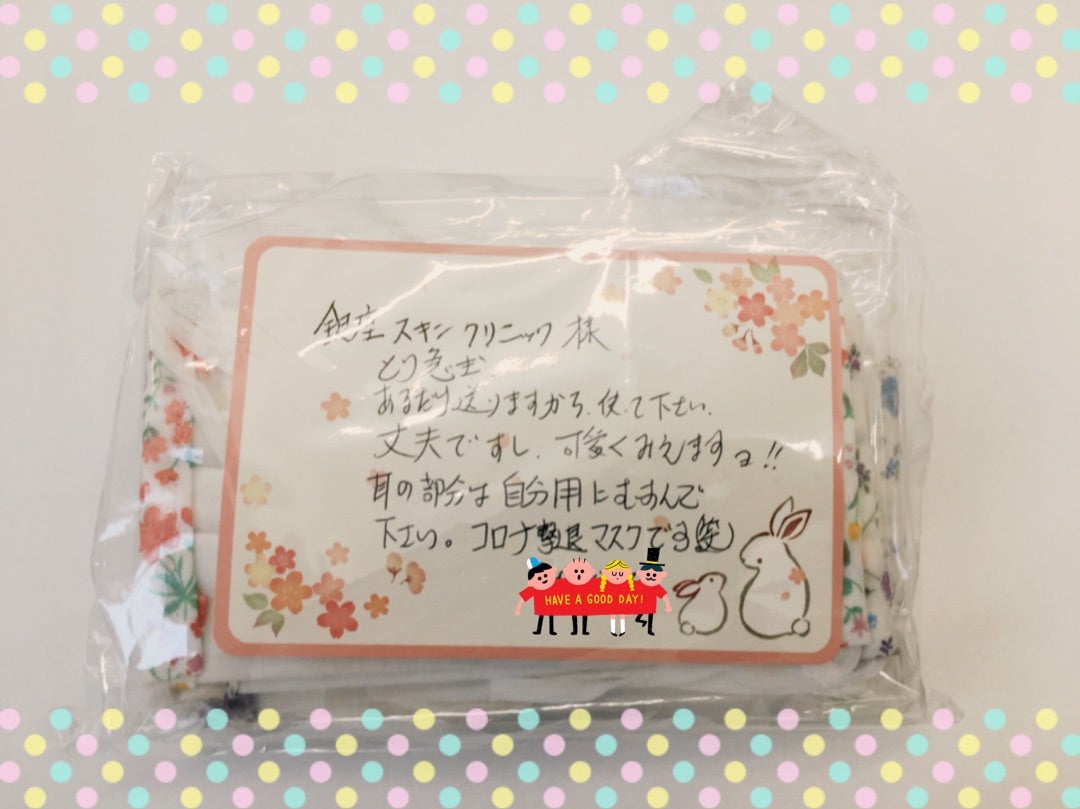 銀座スキンクリニック様
とり急ぎ
あるだけ送りますから、使て下さい、
丈夫ですし、可愛くみえますヨ!!
耳の部分は自分用にむすんで
下さい。コロナ撃退マスクです(笑)
HAVE A GOOD DAY!